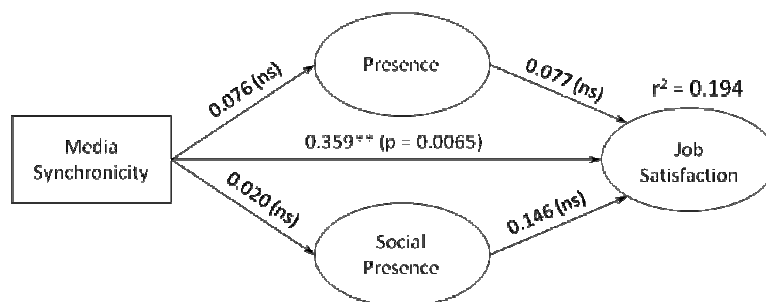 Presence
0.076 (ns)
0.077 (ns)
r² = 0.194
Media
Synchronicity
0.359** (p = 0.0065)
Job
Satisfaction
0.020 (ns)
0.146 (ns)
Social
Presence